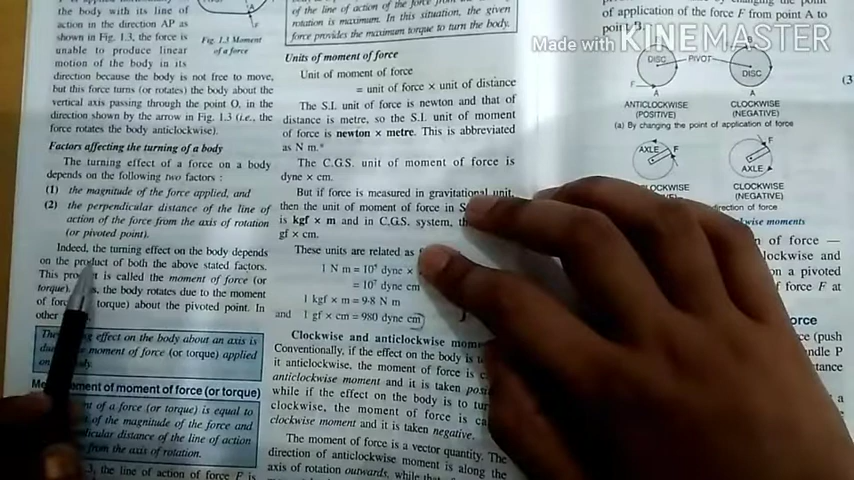 the body with the line of
action in the direction AP as
shown in Fig. 1.3, the force is
unable to produce linear
motion of the body in its
Fig. 1.3 Moment
of a force
direction because the body is not free to move,
but this force turns (or rotates) the body about the
vertical axis passing through the point O, in the
direction shown by the arrow in Fig. 1.3 (i.e., the
force rotates the body anticlockwise).
Factors affecting the turning of a body
The turning effect of a force on a body
depends on the following two factors :
(1) the magnitude of the force applied, and
(2) the perpendicular distance of the line of
action of the force from the axis of rotation
(or pivoted point).
Indeed, the turning effect on the body depends
on the product of both the above stated factors.
This is called the moment of force (or
torque). the body rotates due to the moment
of torque) about the pivoted point. In
other
effect on the body about an axis is
moment of force (or torque) applied
of moment of force (or torque)
of a force (or torque) is equal to
of the magnitude of the force and
distance of the line of action
from the axis of rotation.
the line of action of force F is
of the line of action of the force from the
rotation is maximum. In this situation, the given
force provides the maximum torque to turn the body.
Units of moment of force
Unit of moment of force
= unit of force × unit of distance
The S.I. unit of force is newton and that of
distance is metre, so the S.I. unit of moment
of force is newton × metre. This is abbreviated
as N m.*
The C.G.S. unit of moment of force is
dyne × cm.
But if force is measured in gravitational unit,
then the unit of moment of force in
is kgf × m and in C.G.S. system,
gf × cm.
These units are related as
1 N m = 10⁵ dyne ×
= 10⁷ dyne cm
1 kgf × m = 9·8 N m
and 1 gf × cm = 980 dyne cm
Clockwise and anticlockwise
Conventionally, if the effect on the body is
it anticlockwise, the moment of force is
anticlockwise moment and it is taken
while if the effect on the body is to
clockwise, the moment of force is
clockwise moment and it is taken negative.
The moment of force is a vector quantity. The
direction of anticlockwise moment is along the
axis of rotation outwards, while that
of application of the force F from point A to
point B.
Made with KINEMASTER
B
DISC
PIVOT
DISC
F
A
A
ANTICLOCKWISE
(POSITIVE)
CLOCKWISE
(NEGATIVE)
(a) By changing the point of application of force
AXLE
F
F
AXLE
CLOCKWISE
(NEGATIVE)
direction of force
of force —
and
on a pivoted
force F at
(push
P